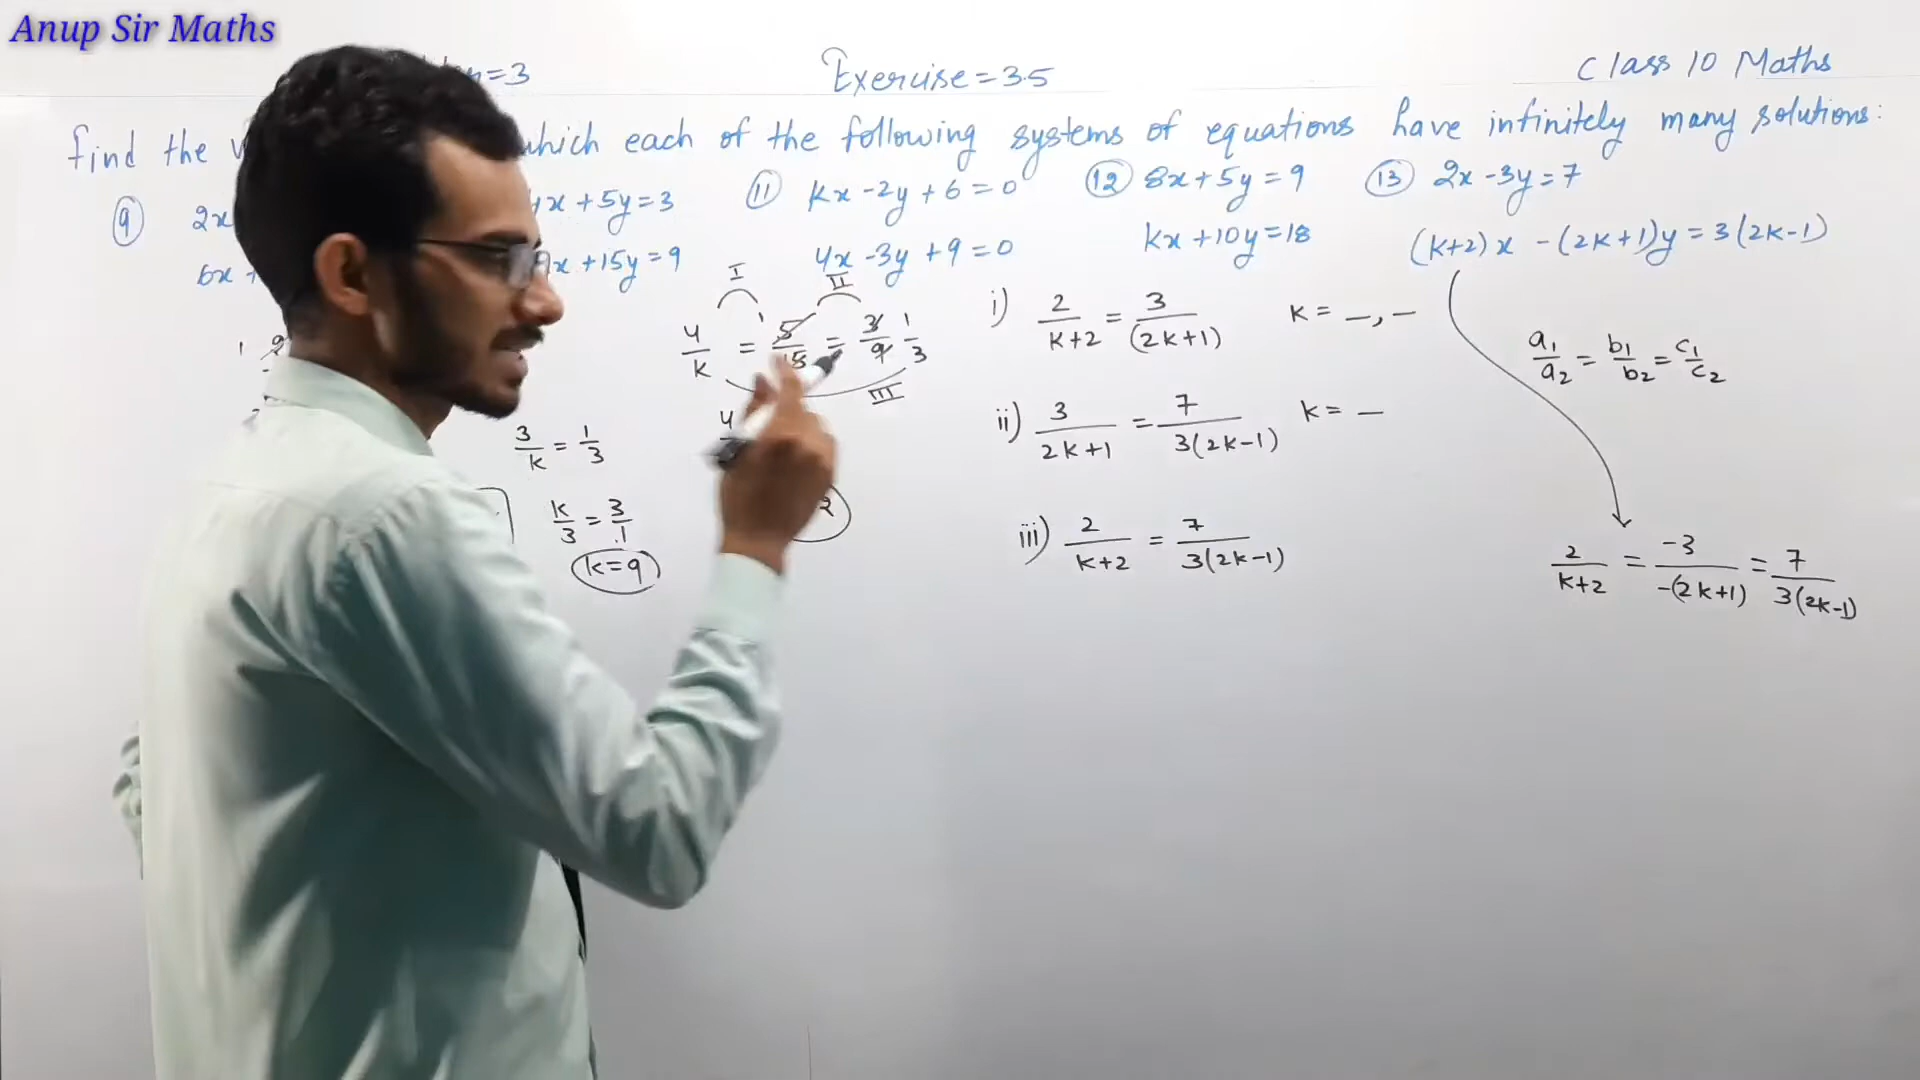 Anup Sir Maths
=3
Exercise=3.5
Class 10 Maths
find the which each of the following systems of equations have infinitely many solutions:
9 2x
6x
4x + 5y = 3
x + 15y = 9
11 kx - 2y + 6 = 0
4x - 3y + 9 = 0
12 8x + 5y = 9
kx + 10y = 18
13 2x - 3y = 7
(k+2)x - (2k+1)y = 3(2k-1)
I
II
4/k = 5/15 = 3/9 1/3
III
4
2
3/k = 1/3
k/3 = 3/1
k=9
i) 2/(k+2) = 3/(2k+1) k = _, _
ii) 3/(2k+1) = 7/3(2k-1) k = _
iii) 2/(k+2) = 7/3(2k-1)
a₁/a₂ = b₁/b₂ = c₁/c₂
2/(k+2) = -3/-(2k+1) = 7/3(2k-1)